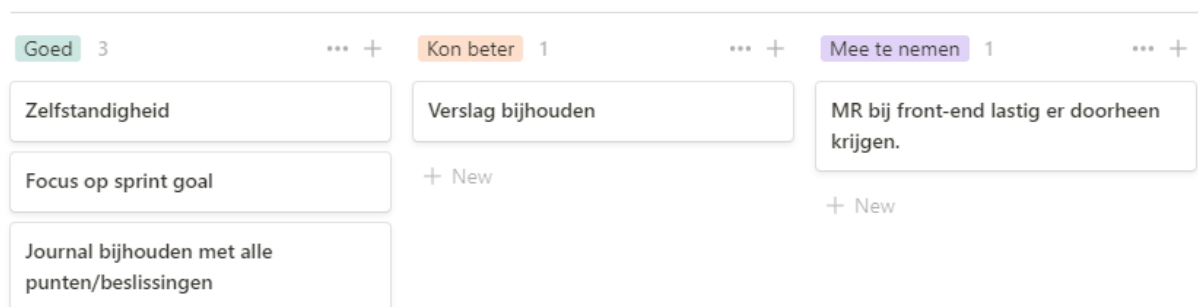 Goed 3
Zelfstandigheid
Focus op sprint goal
Journal bijhouden met alle
punten/beslissingen
Kon beter 1
Verslag bijhouden
+ New
Mee te nemen 1
MR bij front-end lastig er doorheen
krijgen.
+ New